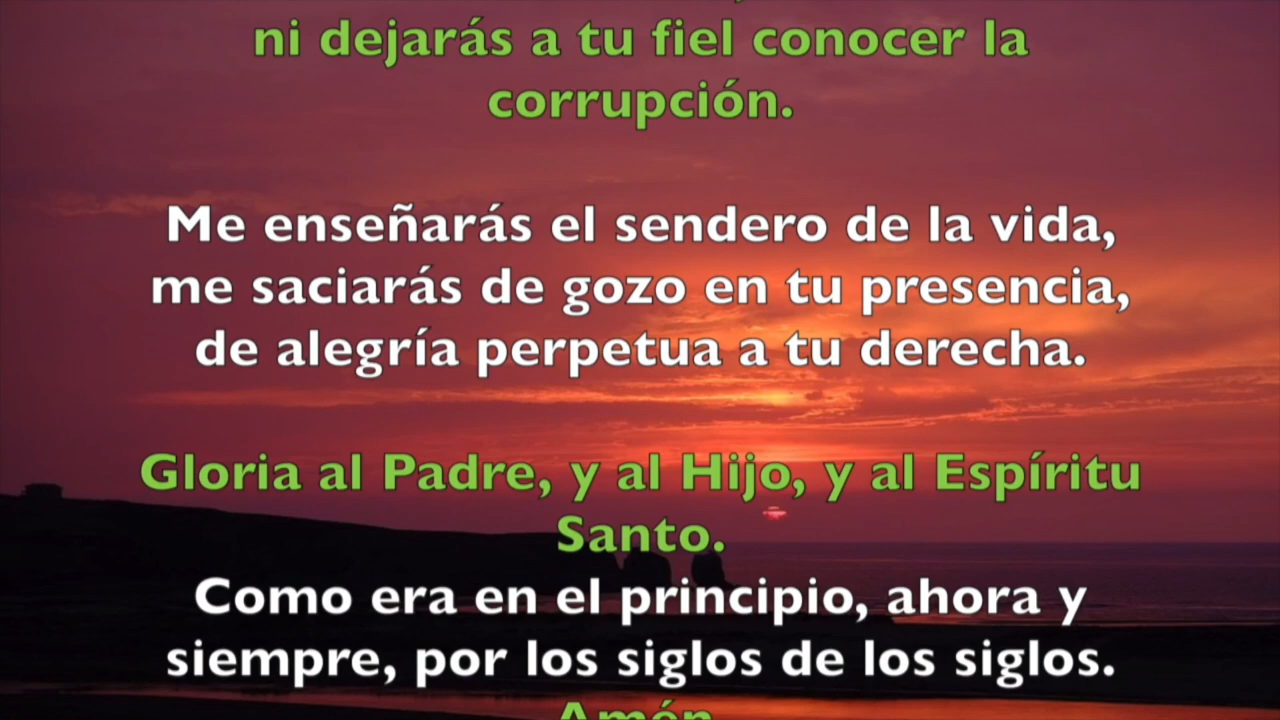 ni dejarás a tu fiel conocer la
corrupción.
Me enseñarás el sendero de la vida,
me saciarás de gozo en tu presencia,
de alegría perpetua a tu derecha.
Gloria al Padre, y al Hijo, y al Espíritu
Santo.
Como era en el principio, ahora y
siempre, por los siglos de los siglos.
Amén